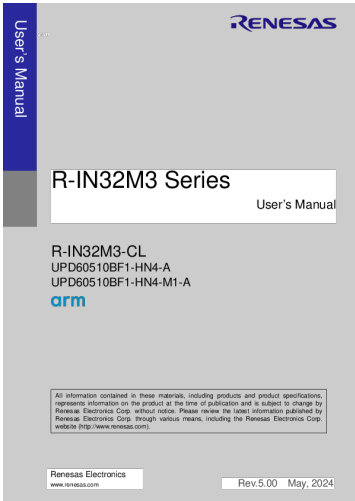 User's Manual
RENESAS
R-IN32M3 Series
User's Manual
R-IN32M3-CL
UPD60510BF1-HN4-A
UPD60510BF1-HN4-M1-A
arm
All information contained in these materials, including products and product specifications,
represents information on the product at the time of publication and is subject to change by
Renesas Electronics Corp. without notice. Please review the latest information published by
Renesas Electronics Corp. through various means, including the Renesas Electronics Corp.
website (http://www.renesas.com).
Renesas Electronics
www.renesas.com
Rev.5.00 May, 2024